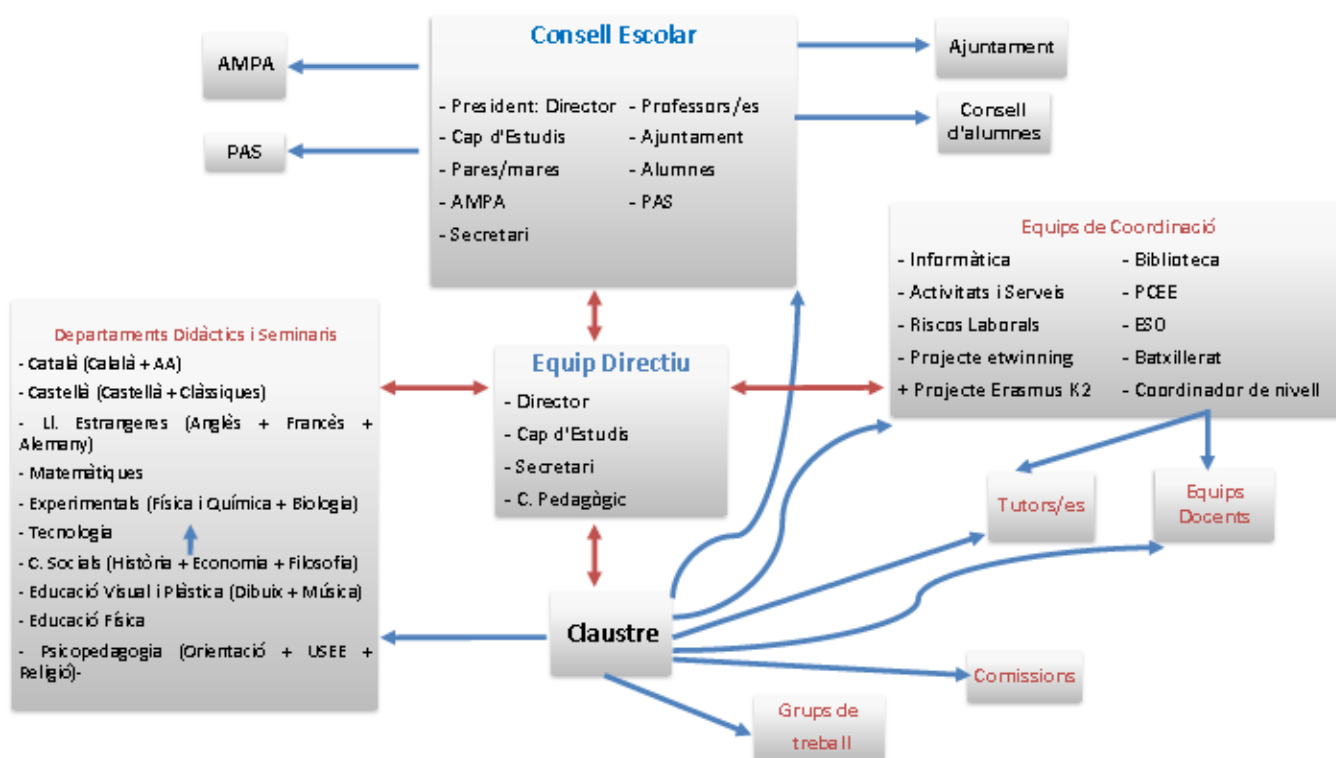 Consell Escolar
- President: Director
- Cap d'Estudis
- Pares/mares
- AMPA
- Secretari
- Professors/es
- Ajuntament
- Alumnes
- PAS
AMPA
PAS
Ajuntament
Consell
d'alumnes
Equips de Coordinació
- Informàtica
- Activitats i Serveis
- Riscos Laborals
- Projecte etwinning
+ Projecte Erasmus K2
- Biblioteca
- PCEE
- ESO
- Batxillerat
- Coordinador de nivell
Departaments Didàctics i Seminaris
- Català (Català + AA)
- Castellà (Castellà + Clàssiques)
- Ll. Estrangeres (Anglès + Francès +
Alemany)
- Matemàtiques
- Experimentals (Física i Química + Biologia)
- Tecnologia
- C. Socials (Història + Economia + Filosofia)
- Educació Visual i Plàstica (Dibuix + Música)
- Educació Física
- Psicopedagogia (Orientació + USEE +
Religió)-
Equip Directiu
- Director
- Cap d'Estudis
- Secretari
- C. Pedagògic
Tutors/es
Equips
Docents
Claustre
Comissions
Grups de
treball